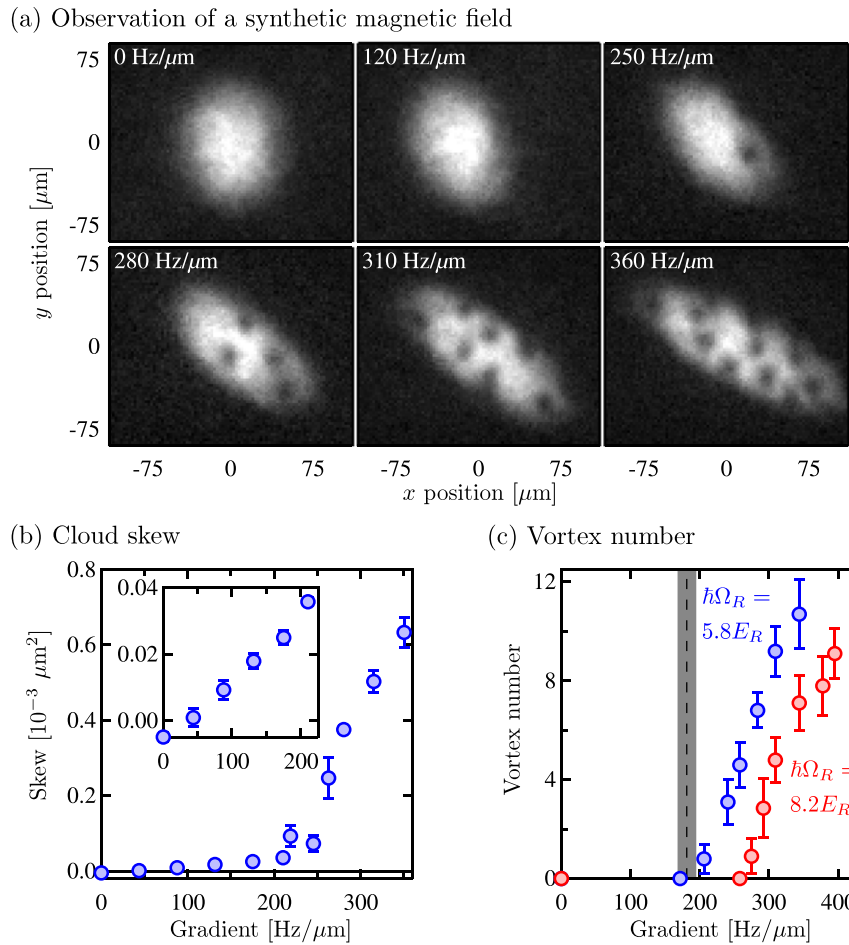 (a) Observation of a synthetic magnetic field
0 Hz/μm 120 Hz/μm 250 Hz/μm
75
0
-75
280 Hz/μm 310 Hz/μm 360 Hz/μm
75
0
-75
y position [μm]
-75 0 75 -75 0 75 -75 0 75
x position [μm]
(b) Cloud skew
0.8
0.6
0.4
0.2
0.0
Skew [10⁻³ μm²]
0.04
0.02
0.00
0 100 200
0 100 200 300
Gradient [Hz/μm]
(c) Vortex number
12
8
4
0
Vortex number
ħΩ_R =
5.8E_R
ħΩ_R =
8.2E_R
0 100 200 300 400
Gradient [Hz/μm]